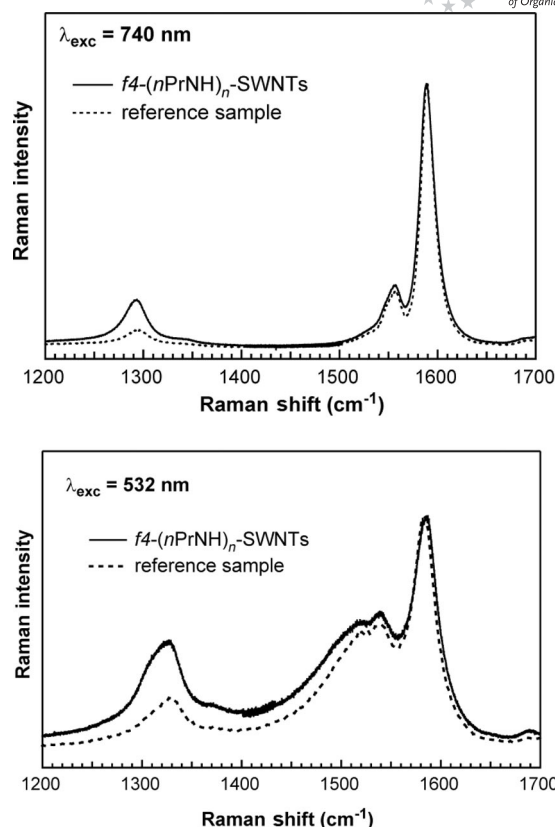 of Organic
λexc = 740 nm
f4-(nPrNH)n-SWNTs
reference sample
Raman intensity
1200 1300 1400 1500 1600 1700
Raman shift (cm-1)
λexc = 532 nm
f4-(nPrNH)n-SWNTs
reference sample
Raman intensity
1200 1300 1400 1500 1600 1700
Raman shift (cm-1)